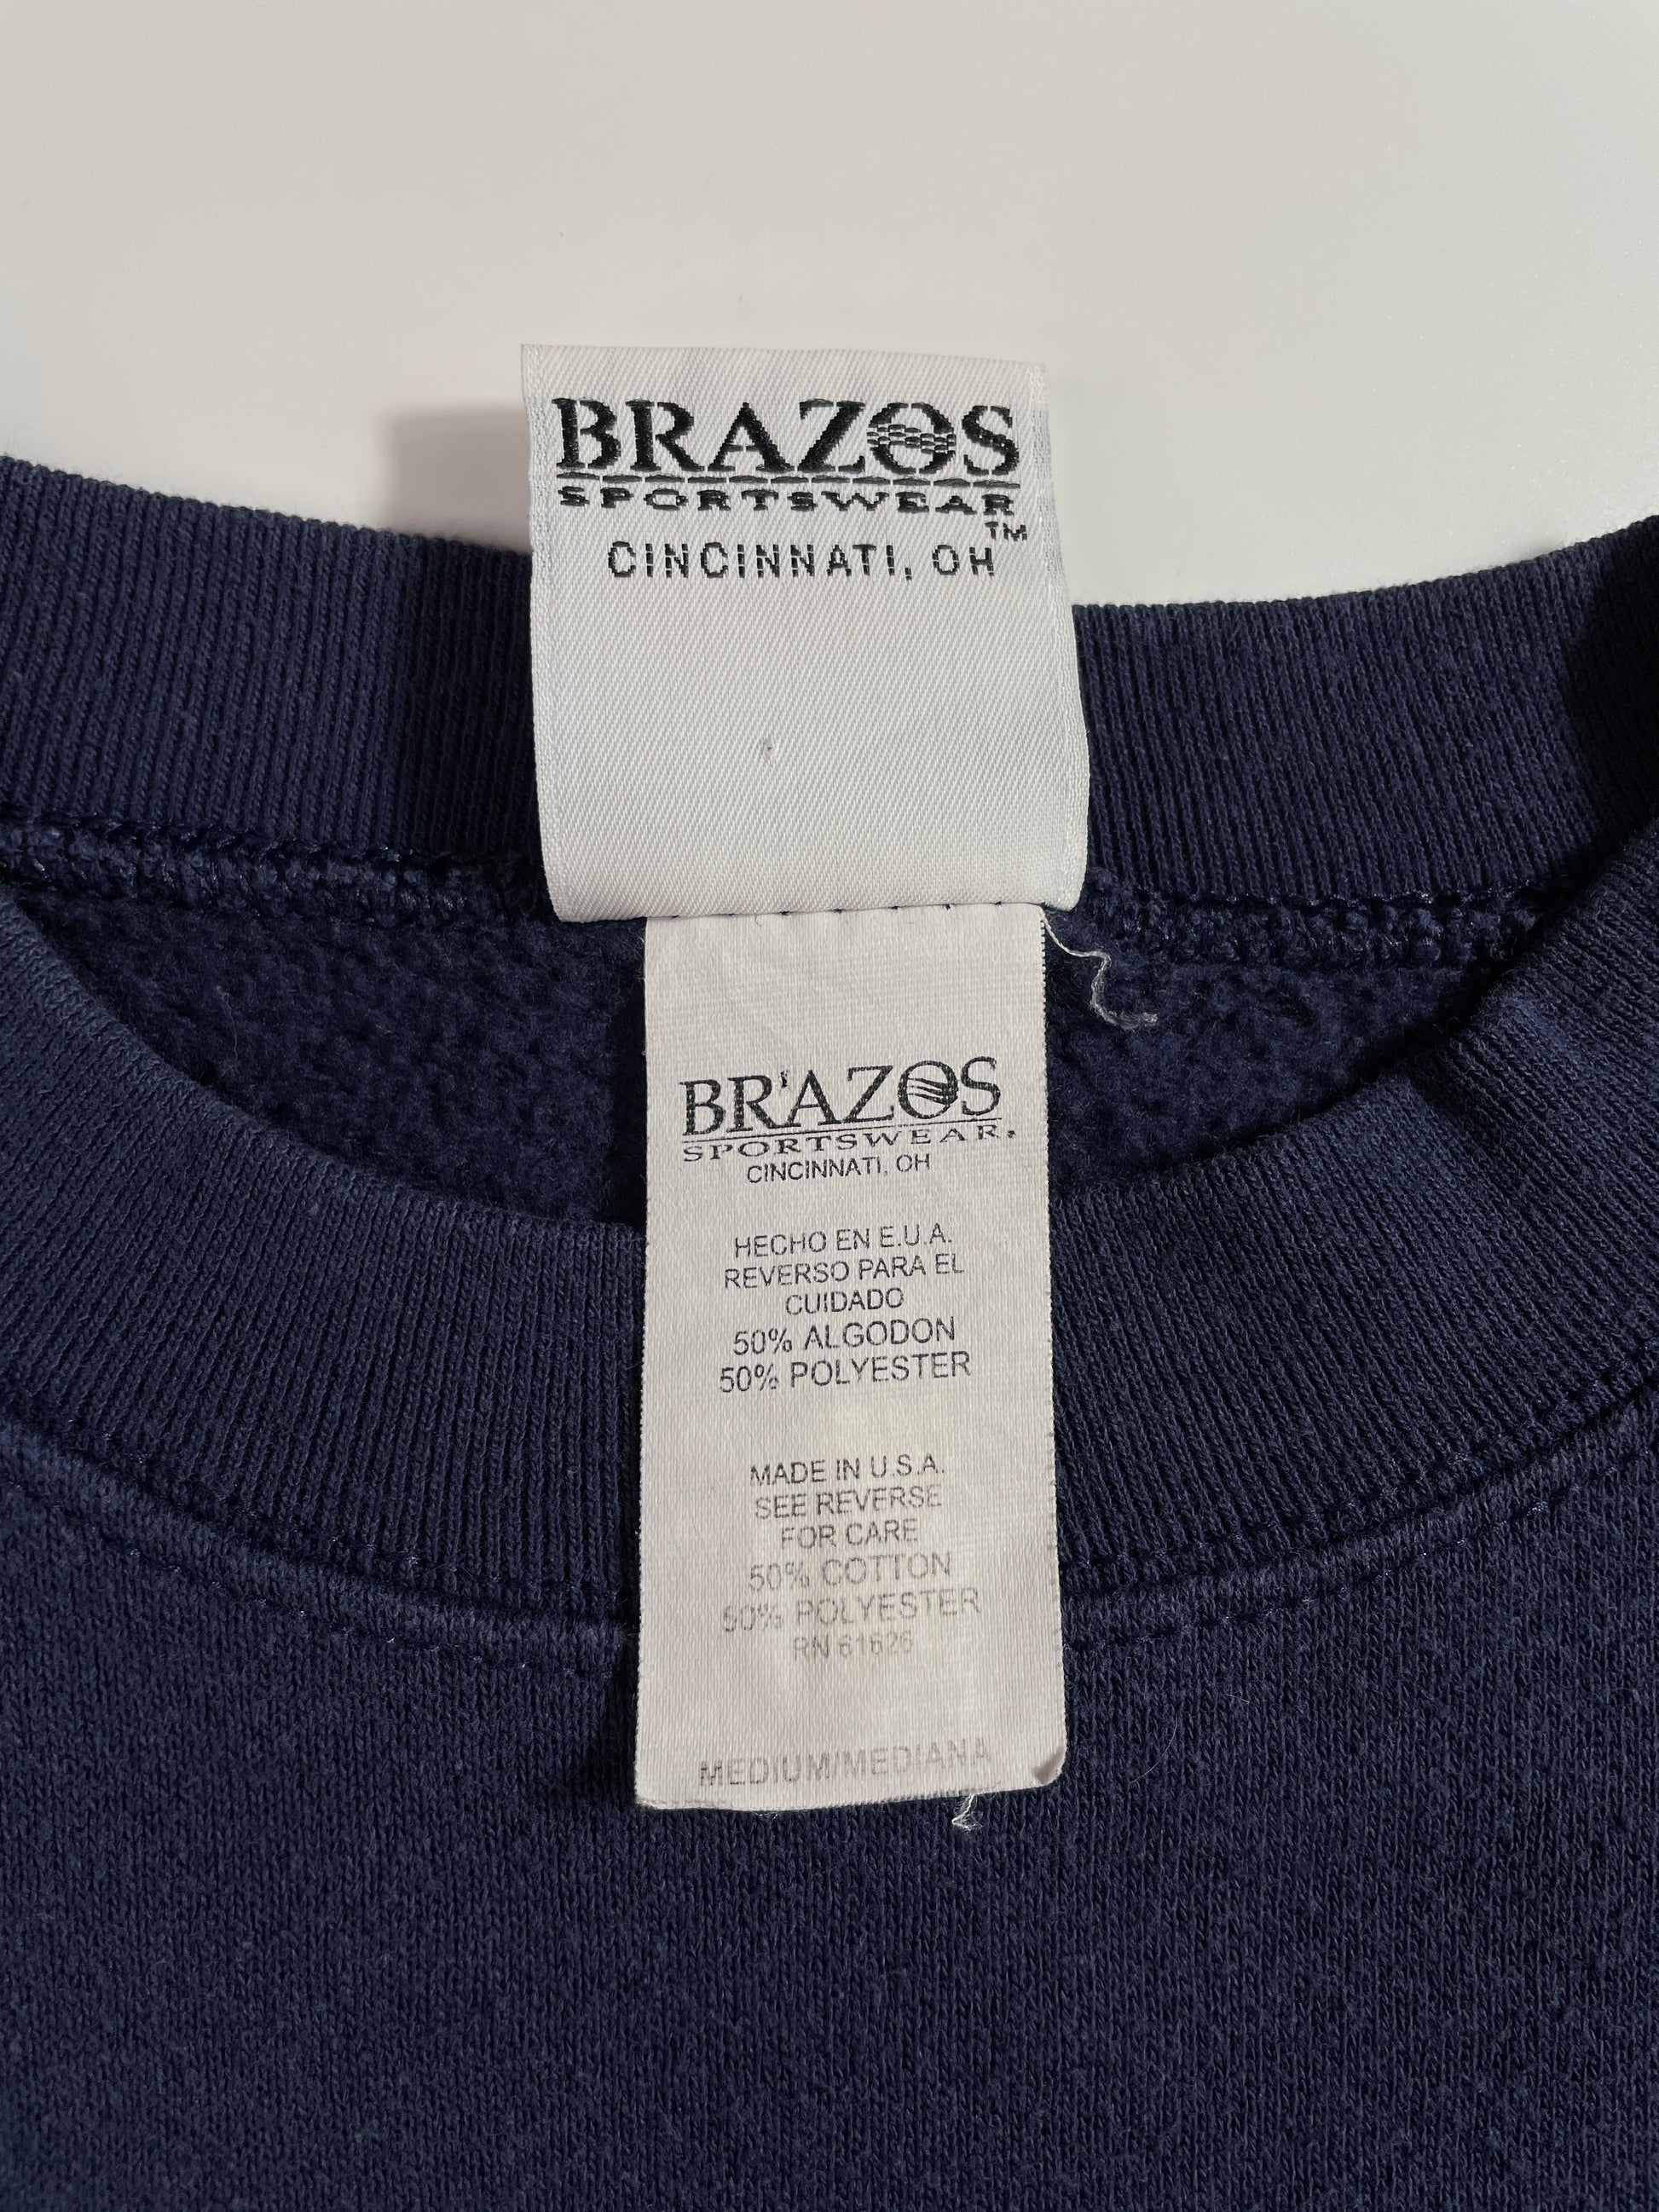 BRAZOS
SPORTSWEAR
TM
CINCINNATI, OH
BRAZOS
SPORTSWEAR.
CINCINNATI, OH
HECHO EN E.U.A.
REVERSO PARA EL
CUIDADO
50% ALGODON
50% POLYESTER
MADE IN U.S.A.
SEE REVERSE
FOR CARE
50% COTTON
50% POLYESTER
RN 61626
MEDIUM/MEDIANA